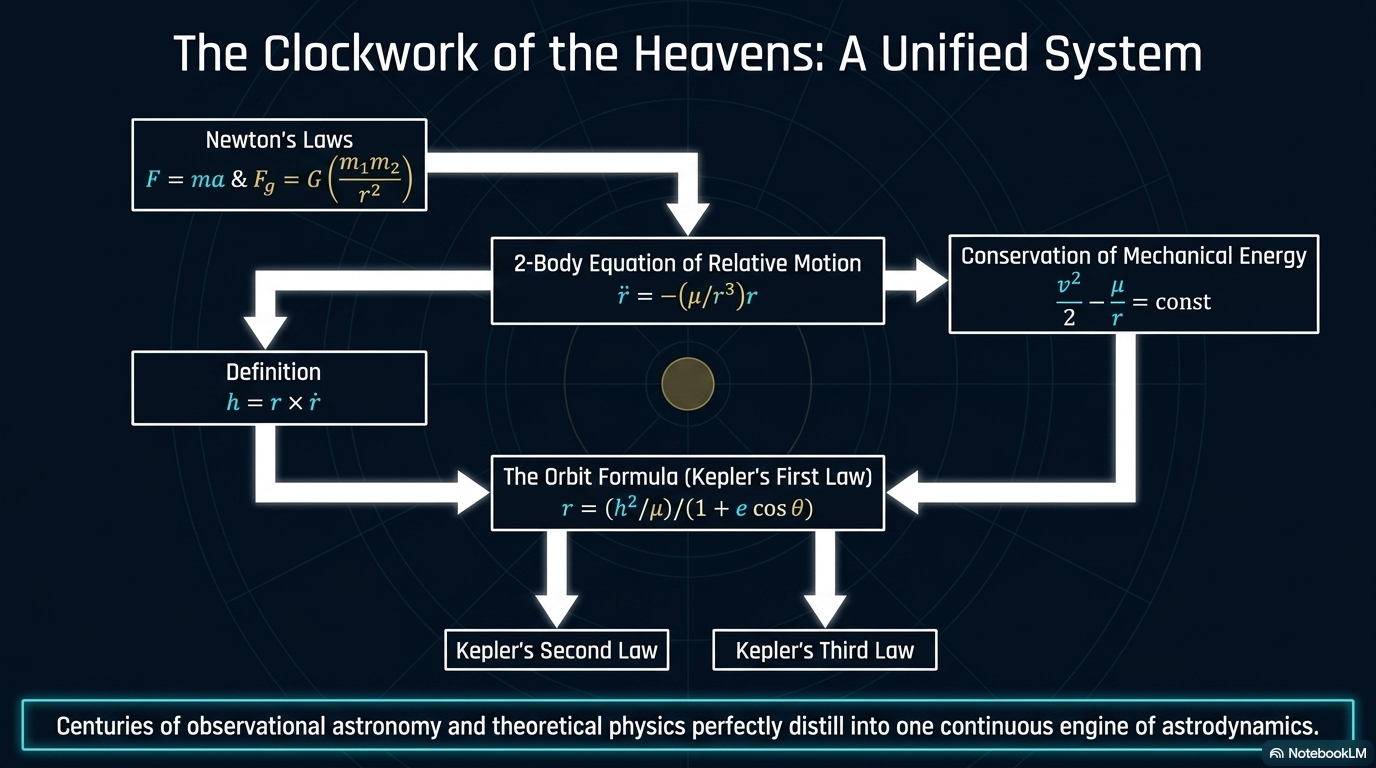 The Clockwork of the Heavens: A Unified System
Newton's Laws
F = ma & F_g = G (m₁m₂ / r²)
2-Body Equation of Relative Motion
r̈ = −(μ/r³)r
Conservation of Mechanical Energy
v²/2 − μ/r = const
Definition
h = r × ṙ
The Orbit Formula (Kepler's First Law)
r = (h²/μ)/(1 + e cos θ)
Kepler's Second Law
Kepler's Third Law
Centuries of observational astronomy and theoretical physics perfectly distill into one continuous engine of astrodynamics.
NotebookLM